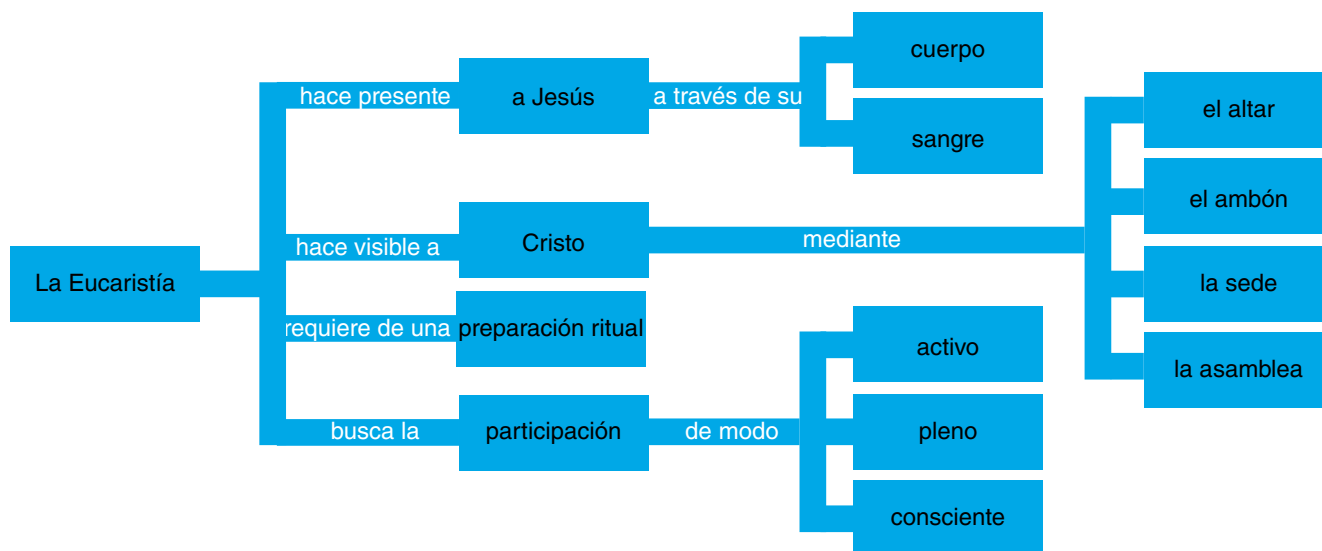 La Eucaristía
hace presente
a Jesús
a través de su
cuerpo
sangre
hace visible a
Cristo
mediante
el altar
el ambón
la sede
la asamblea
requiere de una
preparación ritual
busca la
participación
de modo
activo
pleno
consciente